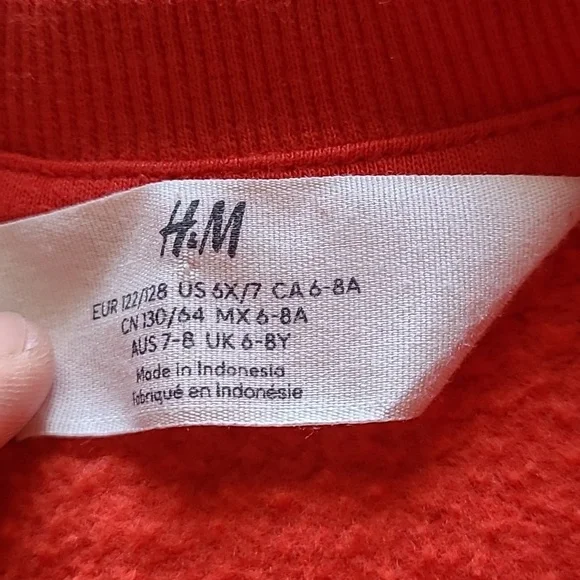 H&M
EUR 122/128 US 6X/7 CA 6-8A
CN 130/64 MX 6-8A
AUS 7-8 UK 6-8Y
Made in Indonesia
Fabriqué en Indonésie